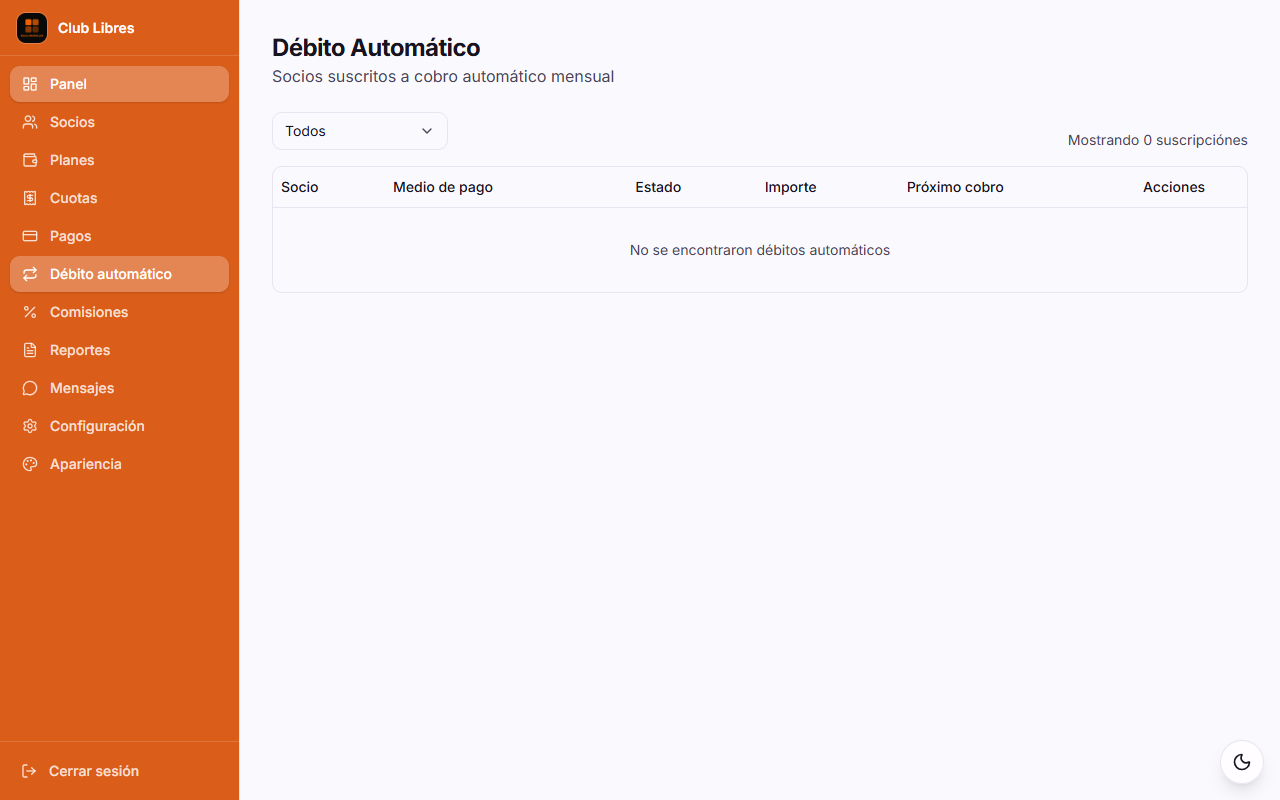 Club Libres
Panel
Socios
Planes
Cuotas
Pagos
Débito automático
Comisiones
Reportes
Mensajes
Configuración
Apariencia
Cerrar sesión
Débito Automático
Socios suscritos a cobro automático mensual
Todos
Mostrando 0 suscripciónes
Socio Medio de pago Estado Importe Próximo cobro Acciones
No se encontraron débitos automáticos